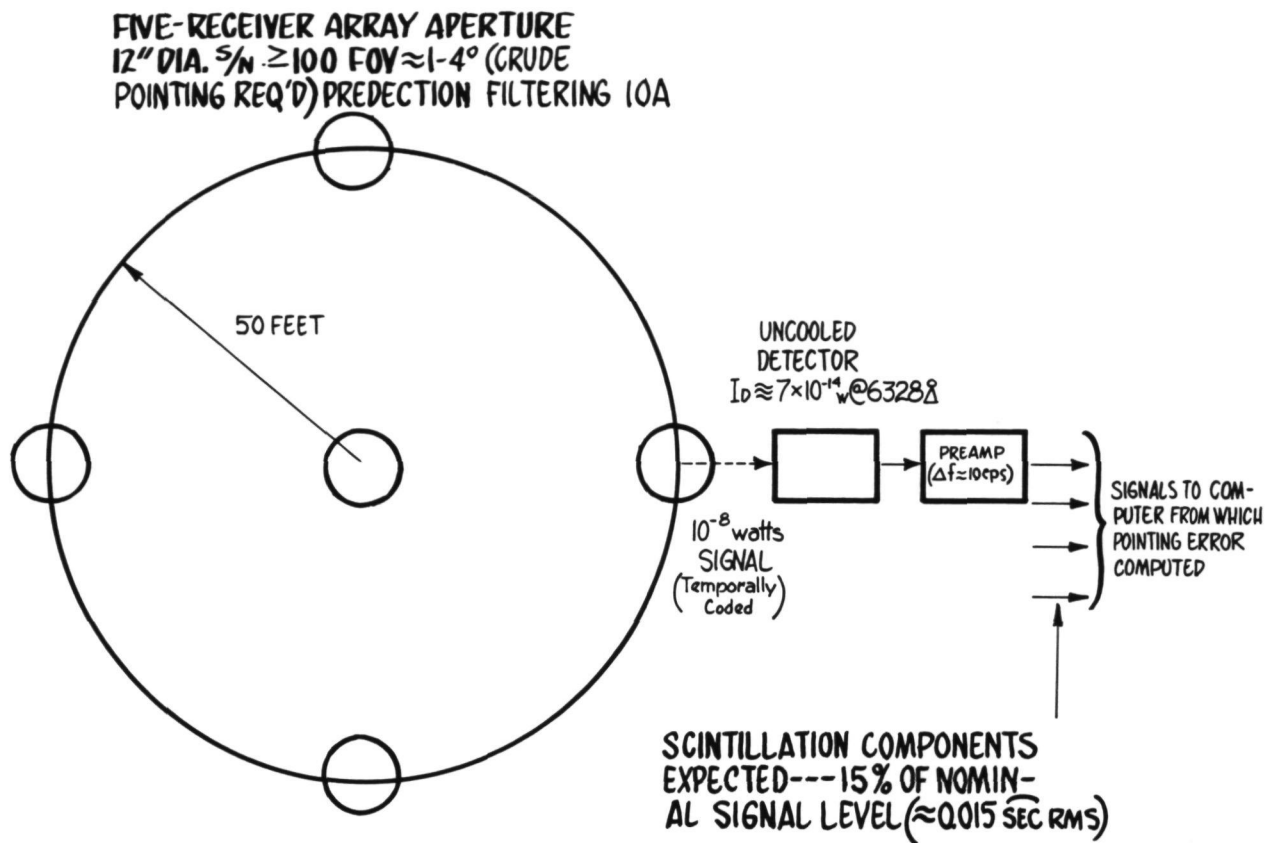 FIVE-RECEIVER ARRAY APERTURE
12" DIA. S/N ≥100 FOV≈1-4° (CRUDE
POINTING REQ'D) PREDECTION FILTERING 10A
50 FEET
UNCOOLED
DETECTOR
I_D≈7×10⁻¹⁴w@6328Å
PREAMP
(Δf≈10cps)
10⁻⁸ watts
SIGNAL
(Temporally
Coded)
SIGNALS TO COM-
PUTER FROM WHICH
POINTING ERROR
COMPUTED
SCINTILLATION COMPONENTS
EXPECTED---15% OF NOMIN-
AL SIGNAL LEVEL (≈0.015 SEC RMS)